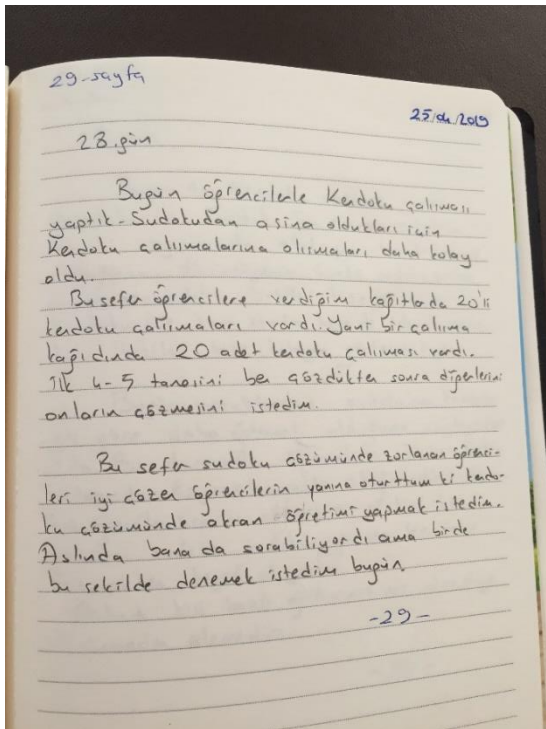 29-sayfa
25/04/2019
23.gün
Bugün öğrencilerle Kendoku çalışması
yaptık. Sudokudan aşina oldukları için
Kendoku çalışmalarına alışmaları daha kolay
oldu.
Bu sefer öğrencilere verdiğim kağıtlarda 20'li
kendoku çalışmaları vardı. Yani bir çalışma
kağıdında 20 adet kendoku çalışması vardı.
İlk 4-5 tanesini ben çözdükten sonra diğerlerini
onların çözmesini istedim.
Bu sefer sudoku çözümünde zorlanan öğrenci-
leri iyi çözen öğrencilerin yanına oturttum ki kendo-
ku çözümünde akran öğretimi yapmak istedim.
Aslında bana da sorabiliyordı ama birde
bu şekilde denemek istedim bugün.
-29-